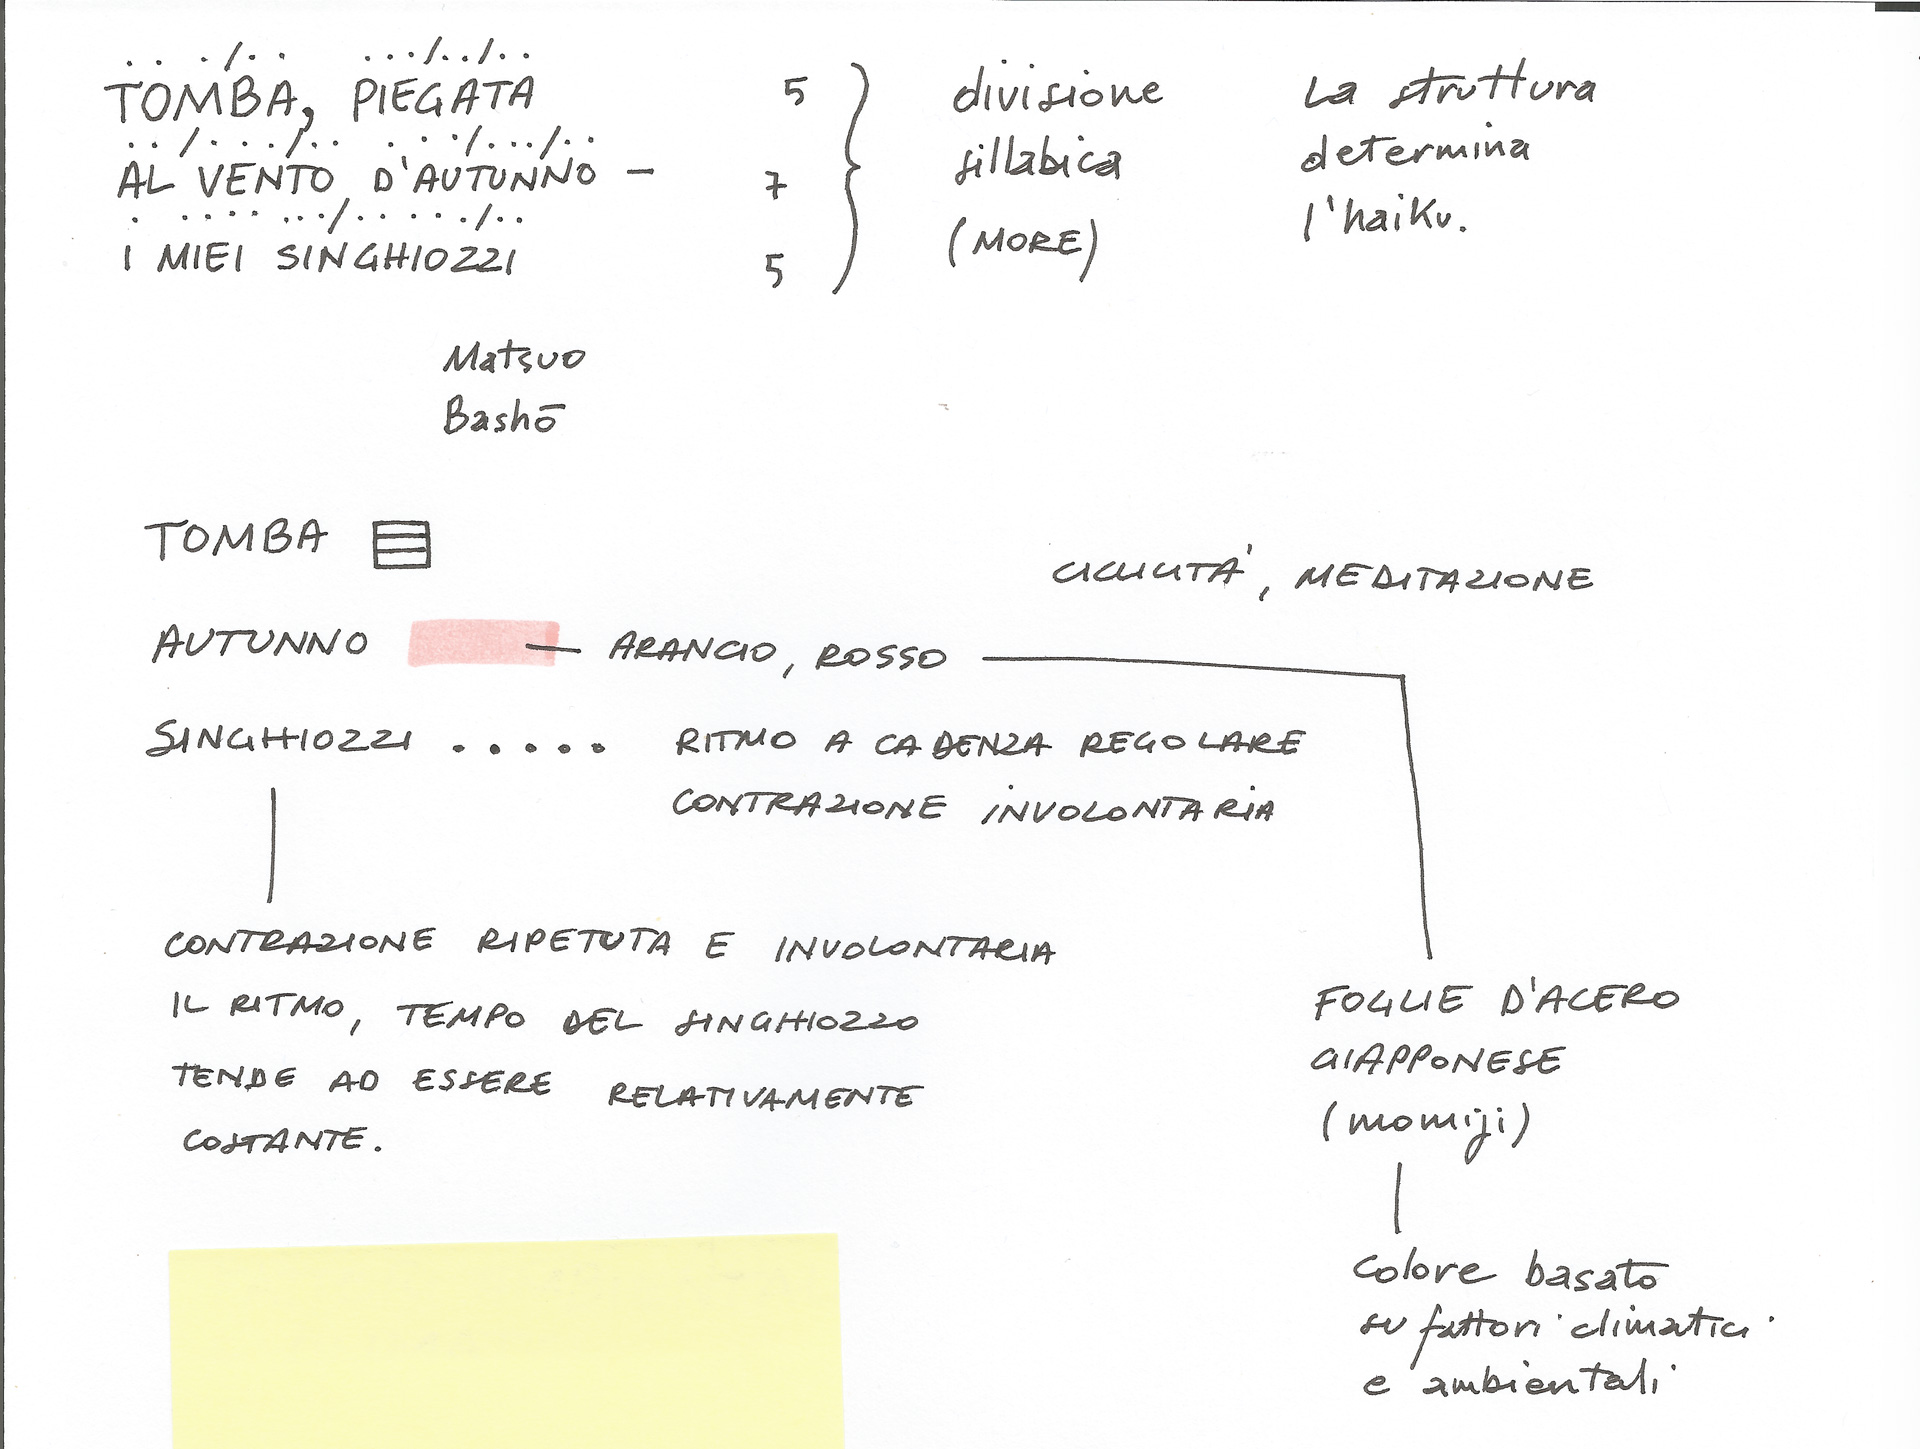 TOMBA, PIEGATA
AL VENTO D'AUTUNNO –
I MIEI SINGHIOZZI
5
7
5
divisione
sillabica
(MORE)
La struttura
determina
l'haiku.
Matsuo
Bashō
TOMBA
CICLICITÀ, MEDITAZIONE
AUTUNNO
ARANCIO, ROSSO
SINGHIOZZI . . . . .
RITMO A CADENZA REGOLARE
CONTRAZIONE INVOLONTARIA
CONTRAZIONE RIPETUTA E INVOLONTARIA
IL RITMO, TEMPO DEL SINGHIOZZO
TENDE AD ESSERE RELATIVAMENTE
COSTANTE.
FOGLIE D'ACERO
GIAPPONESE
(momiji)
Colore basato
su fattori climatici
e ambientali